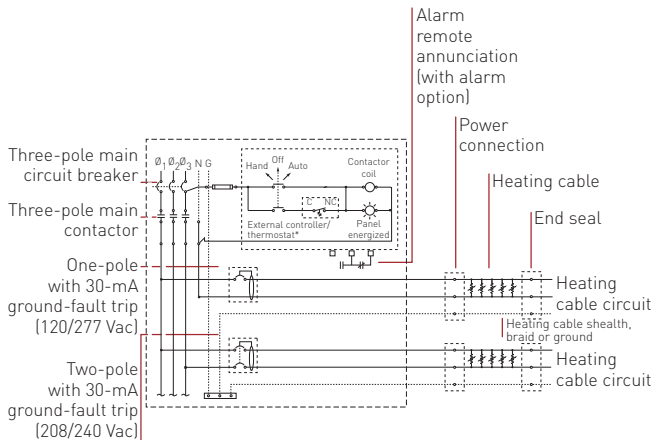 Alarm
remote
annunciation
(with alarm
option)
Power
connection
Heating cable
End seal
Three-pole main
circuit breaker
Three-pole main
contactor
One-pole
with 30-mA
ground-fault trip
(120/277 Vac)
Two-pole
with 30-mA
ground-fault trip
(208/240 Vac)
Ø1 Ø2 Ø3 N G
Hand Off Auto
Contactor
coil
C NC
External controller/
thermostat*
Panel
energized
Heating
cable circuit
Heating cable shealth,
braid or ground
Heating
cable circuit